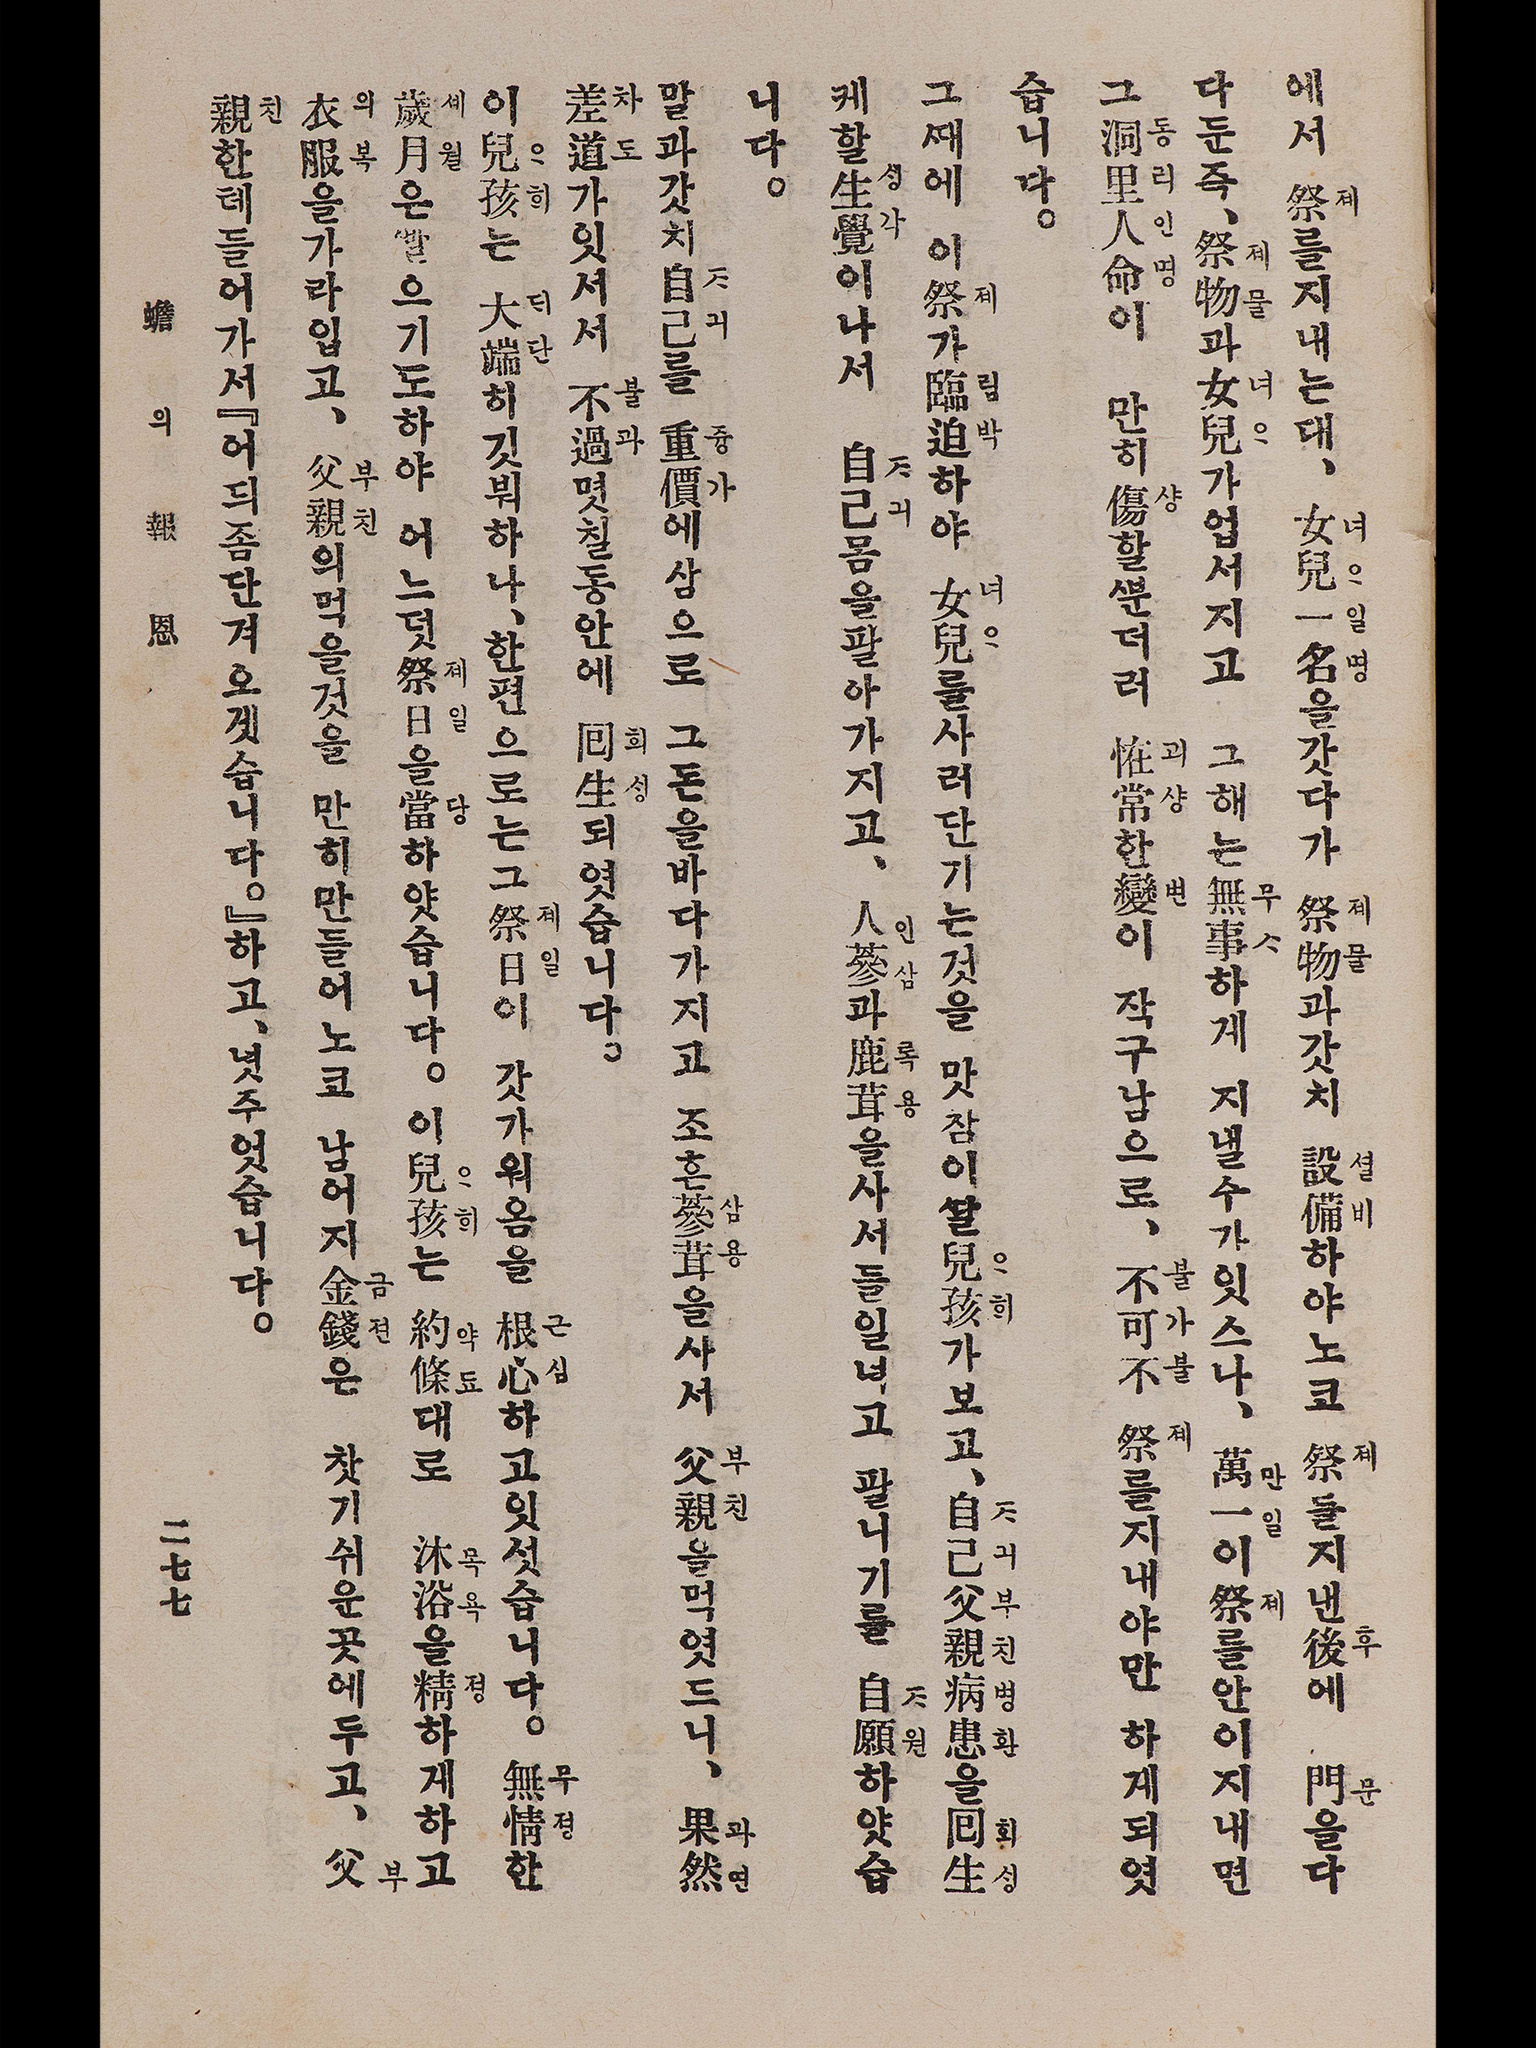 에서 祭를지내는대、女兒一名을갓다가 祭物과갓치 設備하야노코 祭를지낸後에 門을다
다둔즉、祭物과女兒가업서지고 그해는無事하게 지낼수가잇스나、萬一이祭를안이지내면
그洞里人命이 만히傷할뿐더러 怪常한變이 작구남으로、不可不 祭를지내야만 하게되엿
습니다。
그때에 이祭가臨迫하야 女兒를사러단기는것을 맛참이쌀兒孩가보고、自己父親病患을回生
케할生覺이나서 自己몸을팔아가지고、人蔘과鹿茸을사서들일녁고 팔니기를 自願하얏습
니다。
말과갓치自己를 重價에삼으로 그돈을바다가지고 조흔蔘茸을사서 父親을먹엿드니、果然
差道가잇서서 不過몃칠동안에 回生되엿습니다。
이兒孩는 大端히깃붜하나、한편으로는그祭日이 갓가워옴을 根心하고잇섯습니다。無情한
歲月은빨으기도하야 어느덧祭日을當하얏습니다。이兒孩는 約條대로 沐浴을精하게하고
衣服을가라입고、父親의먹을것을 만히만들어노코 남어지金錢은 찻기쉬운곳에두고、父
親한테들어가서『어듸좀단겨오겟습니다。』하고、넛주엇습니다。
蟾의報恩
二七七